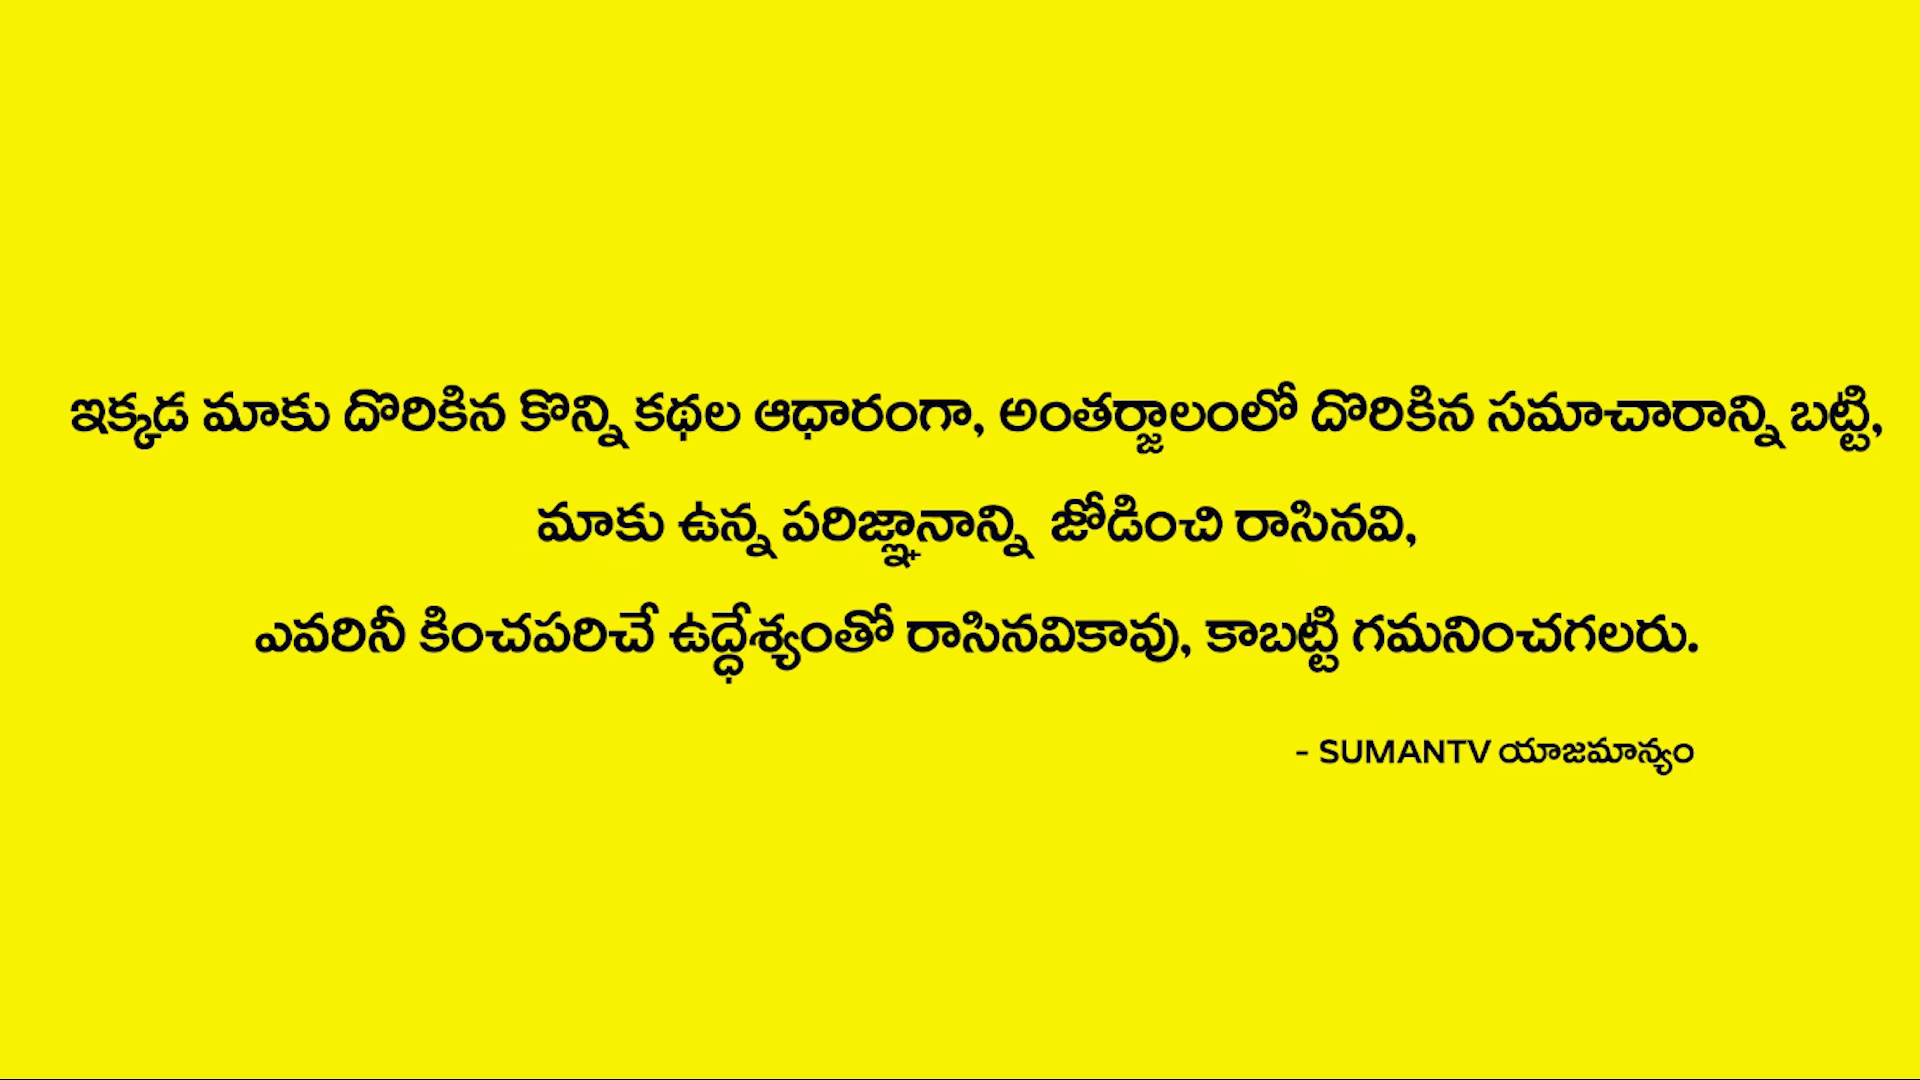 ఇక్కడ మాకు దొరికిన కొన్ని కథల ఆధారంగా, అంతర్జాలంలో దొరికిన సమాచారాన్ని బట్టి,
మాకు ఉన్న పరిజ్ఞానాన్ని జోడించి రాసినవి,
ఎవరినీ కించపరిచే ఉద్ధేశ్యంతో రాసినవికావు, కాబట్టి గమనించగలరు.
- SUMANTV యాజమాన్యం